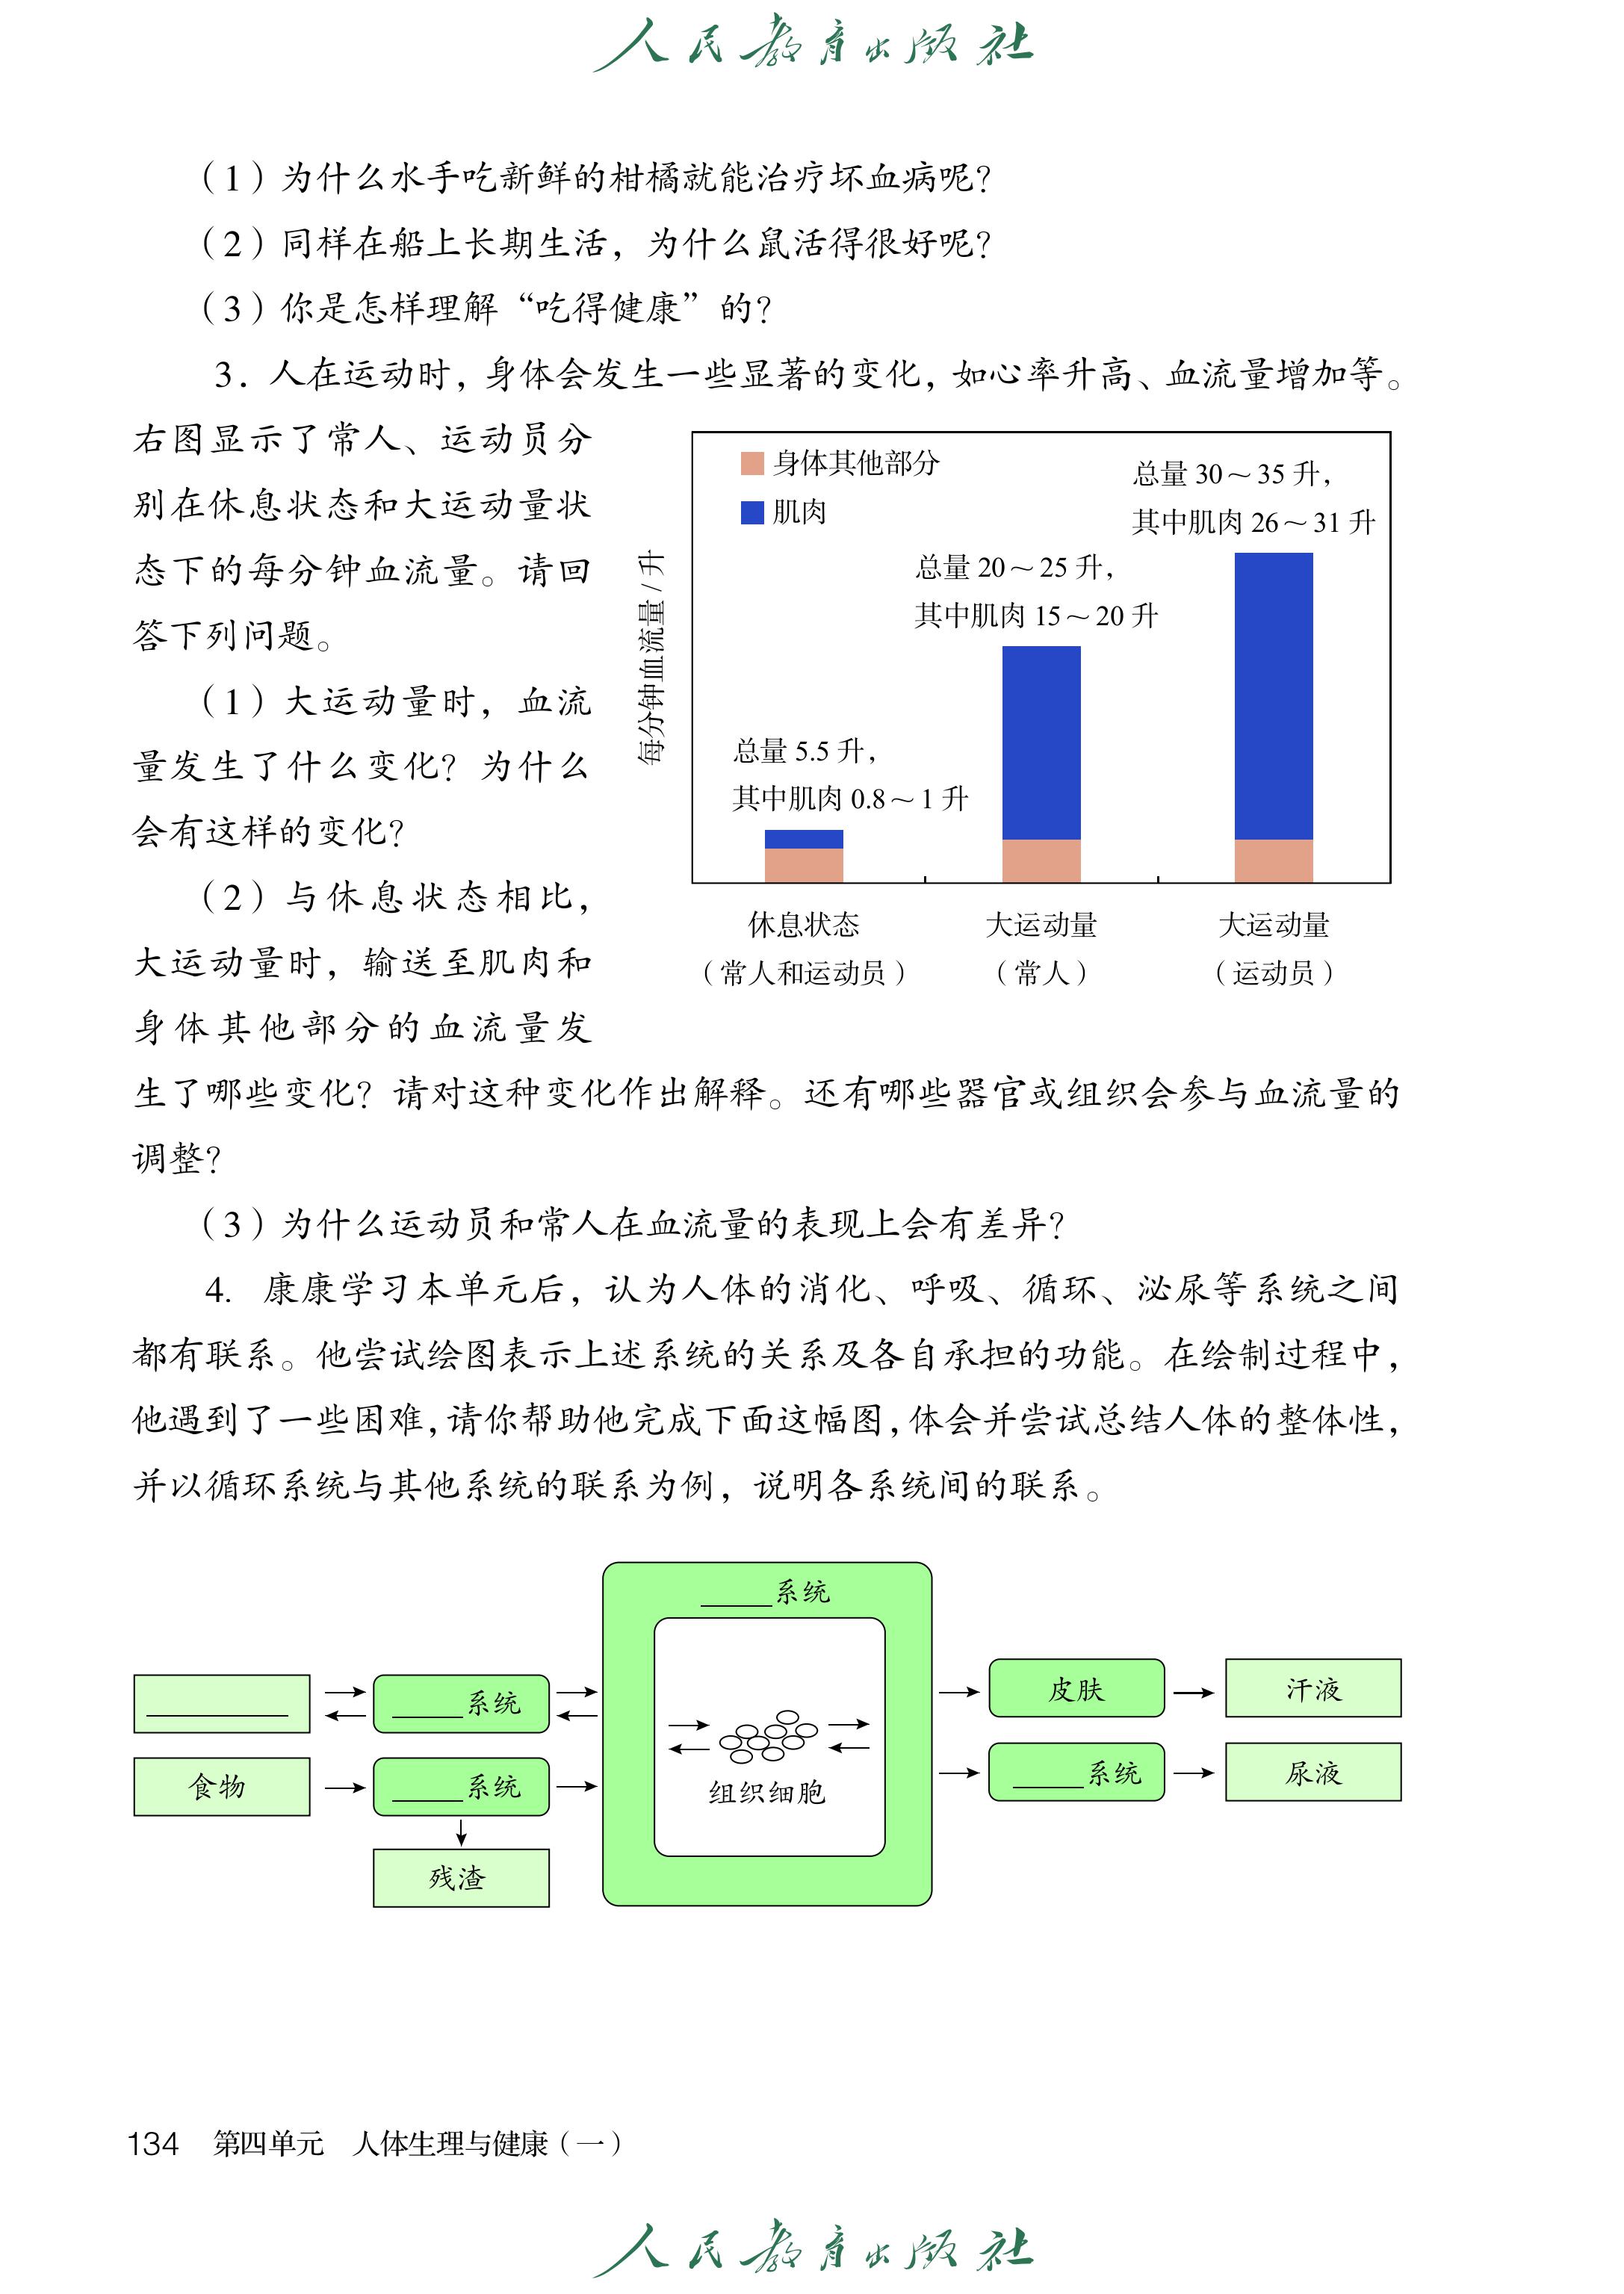 人民教育出版社
（1）为什么水手吃新鲜的柑橘就能治疗坏血病呢？
（2）同样在船上长期生活，为什么鼠活得很好呢？
（3）你是怎样理解“吃得健康”的？
3. 人在运动时，身体会发生一些显著的变化，如心率升高、血流量增加等。
右图显示了常人、运动员分
别在休息状态和大运动量状
态下的每分钟血流量。请回
答下列问题。
（1）大运动量时，血流
量发生了什么变化？为什么
会有这样的变化？
（2）与休息状态相比，
大运动量时，输送至肌肉和
身体其他部分的血流量发
生了哪些变化？请对这种变化作出解释。还有哪些器官或组织会参与血流量的
调整？
每分钟血流量 / 升
身体其他部分
肌肉
总量 5.5 升，
其中肌肉 0.8～1 升
总量 20～25 升，
其中肌肉 15～20 升
总量 30～35 升，
其中肌肉 26～31 升
休息状态
（常人和运动员）
大运动量
（常人）
大运动量
（运动员）
（3）为什么运动员和常人在血流量的表现上会有差异？
4. 康康学习本单元后，认为人体的消化、呼吸、循环、泌尿等系统之间
都有联系。他尝试绘图表示上述系统的关系及各自承担的功能。在绘制过程中，
他遇到了一些困难，请你帮助他完成下面这幅图，体会并尝试总结人体的整体性，
并以循环系统与其他系统的联系为例，说明各系统间的联系。
_____系统
__________
_____系统
食物
_____系统
残渣
组织细胞
皮肤
汗液
_____系统
尿液
134 第四单元 人体生理与健康（一）
人民教育出版社